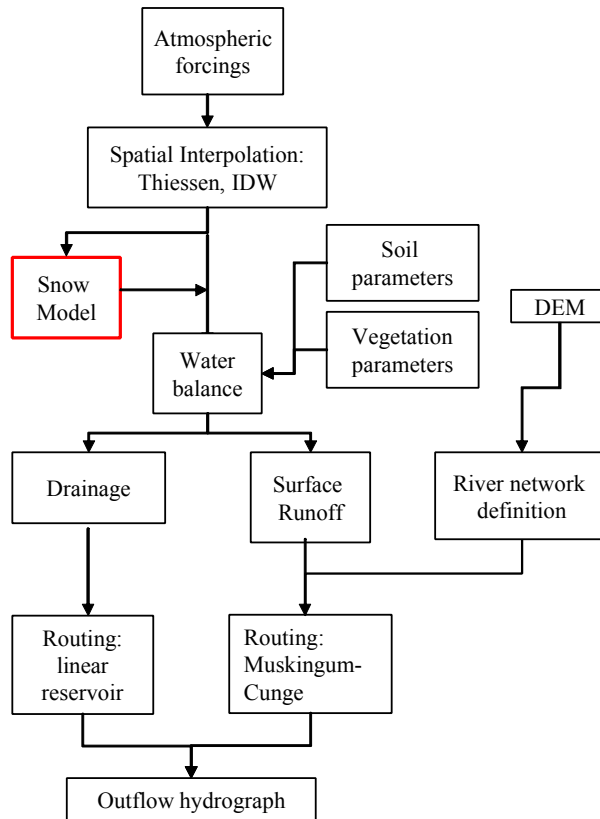 Atmospheric
forcings
Spatial Interpolation:
Thiessen, IDW
Snow
Model
Soil
parameters
DEM
Vegetation
parameters
Water
balance
Drainage
Surface
Runoff
River network
definition
Routing:
linear
reservoir
Routing:
Muskingum-
Cunge
Outflow hydrograph